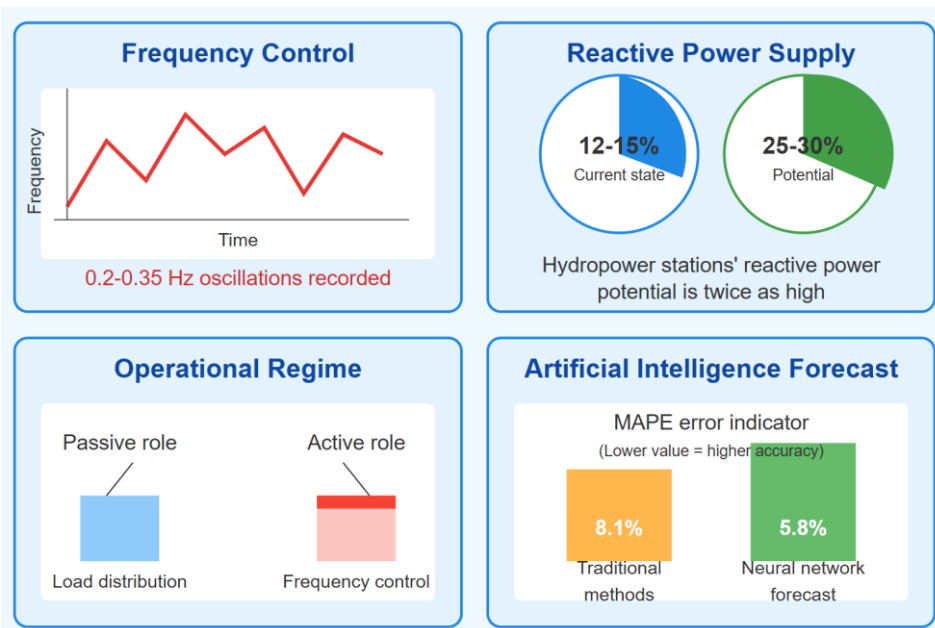 Frequency Control
Frequency
Time
0.2-0.35 Hz oscillations recorded
Reactive Power Supply
12-15%
Current state
25-30%
Potential
Hydropower stations' reactive power
potential is twice as high
Operational Regime
Passive role
Active role
Load distribution
Frequency control
Artificial Intelligence Forecast
MAPE error indicator
(Lower value = higher accuracy)
8.1%
5.8%
Traditional
methods
Neural network
forecast